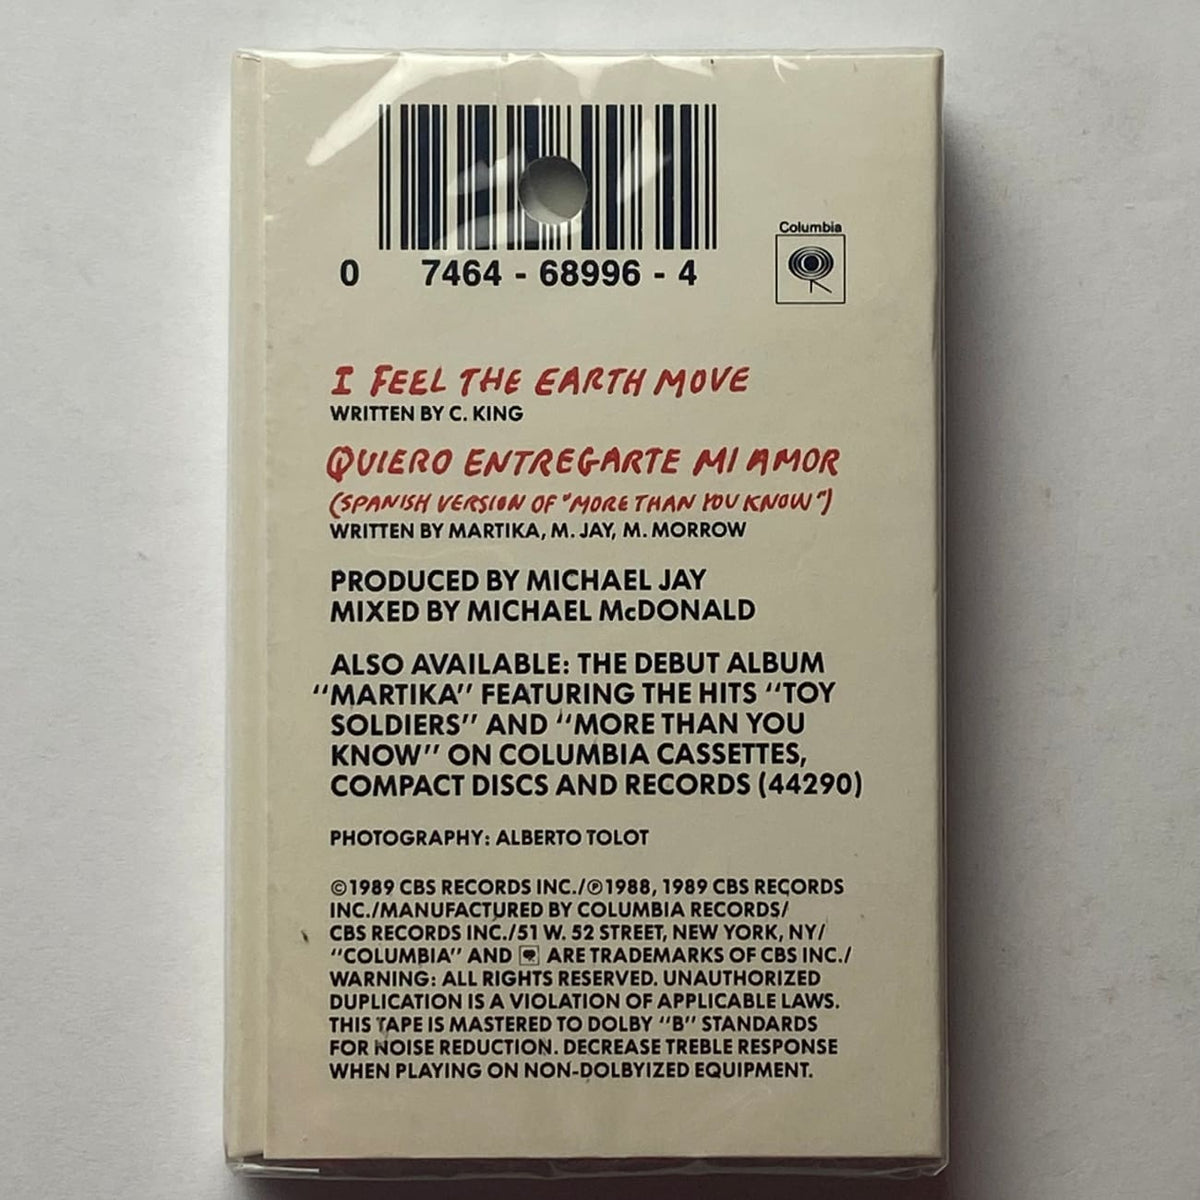 0 7464 - 68996 - 4
Columbia
I FEEL THE EARTH MOVE
WRITTEN BY C. KING
QUIERO ENTREGARTE MI AMOR
(SPANISH VERSION OF "MORE THAN YOU KNOW")
WRITTEN BY MARTIKA, M. JAY, M. MORROW
PRODUCED BY MICHAEL JAY
MIXED BY MICHAEL McDONALD
ALSO AVAILABLE: THE DEBUT ALBUM
"MARTIKA" FEATURING THE HITS "TOY
SOLDIERS" AND "MORE THAN YOU
KNOW" ON COLUMBIA CASSETTES,
COMPACT DISCS AND RECORDS (44290)
PHOTOGRAPHY: ALBERTO TOLOT
©1989 CBS RECORDS INC./℗1988, 1989 CBS RECORDS
INC./MANUFACTURED BY COLUMBIA RECORDS/
CBS RECORDS INC./51 W. 52 STREET, NEW YORK, NY/
"COLUMBIA" AND ARE TRADEMARKS OF CBS INC./
WARNING: ALL RIGHTS RESERVED. UNAUTHORIZED
DUPLICATION IS A VIOLATION OF APPLICABLE LAWS.
THIS TAPE IS MASTERED TO DOLBY "B" STANDARDS
FOR NOISE REDUCTION. DECREASE TREBLE RESPONSE
WHEN PLAYING ON NON-DOLBYIZED EQUIPMENT.